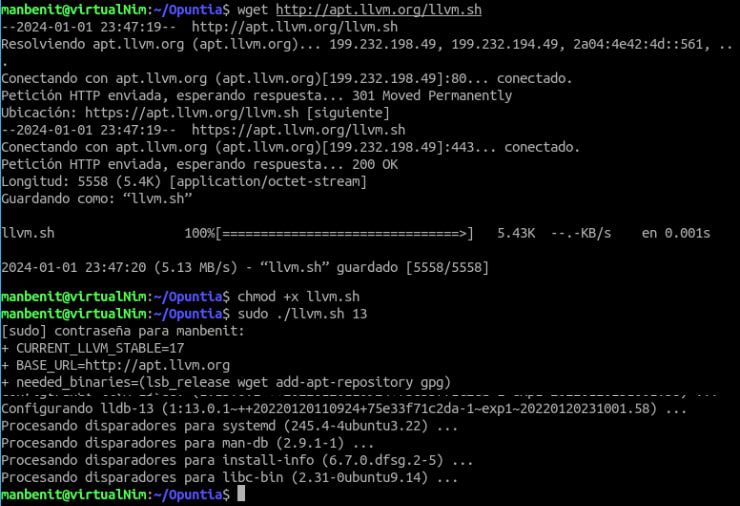 manbenit@virtualNim:~/Opuntia$ wget http://apt.llvm.org/llvm.sh
--2024-01-01 23:47:19--  http://apt.llvm.org/llvm.sh
Resolviendo apt.llvm.org (apt.llvm.org)... 199.232.198.49, 199.232.194.49, 2a04:4e42:4d::561, ..
.
Conectando con apt.llvm.org (apt.llvm.org)[199.232.198.49]:80... conectado.
Petición HTTP enviada, esperando respuesta... 301 Moved Permanently
Ubicación: https://apt.llvm.org/llvm.sh [siguiente]
--2024-01-01 23:47:19--  https://apt.llvm.org/llvm.sh
Conectando con apt.llvm.org (apt.llvm.org)[199.232.198.49]:443... conectado.
Petición HTTP enviada, esperando respuesta... 200 OK
Longitud: 5558 (5.4K) [application/octet-stream]
Guardando como: “llvm.sh”
llvm.sh                 100%[===============================>]   5.43K  --.-KB/s    en 0.001s
2024-01-01 23:47:20 (5.13 MB/s) - “llvm.sh” guardado [5558/5558]
manbenit@virtualNim:~/Opuntia$ chmod +x llvm.sh
manbenit@virtualNim:~/Opuntia$ sudo ./llvm.sh 13
[sudo] contraseña para manbenit:
+ CURRENT_LLVM_STABLE=17
+ BASE_URL=http://apt.llvm.org
+ needed_binaries=(lsb_release wget add-apt-repository gpg)
Configurando lldb-13 (1:13.0.1~++20220120110924+75e33f71c2da-1~exp1~20220120231001.58) ...
Procesando disparadores para systemd (245.4-4ubuntu3.22) ...
Procesando disparadores para man-db (2.9.1-1) ...
Procesando disparadores para install-info (6.7.0.dfsg.2-5) ...
Procesando disparadores para libc-bin (2.31-0ubuntu9.14) ...
manbenit@virtualNim:~/Opuntia$